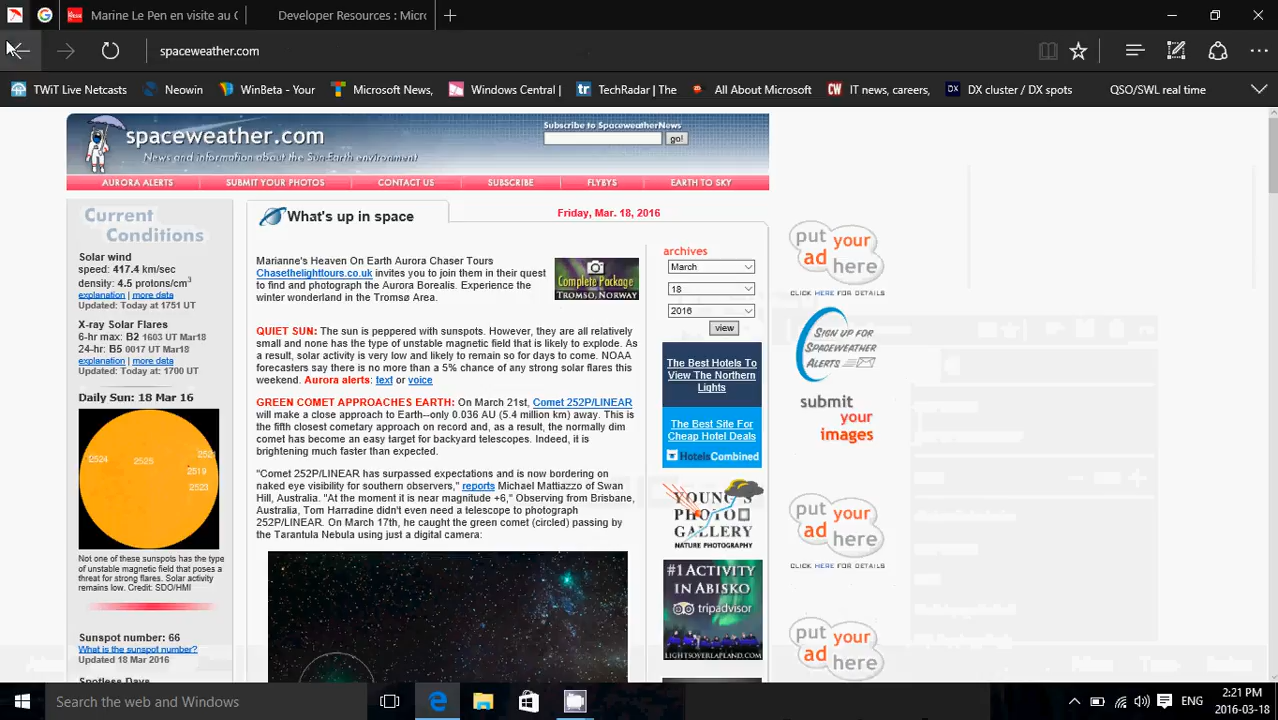 Marine Le Pen en visite au C
Developer Resources : Micro
spaceweather.com
TWiT Live Netcasts
Neowin
WinBeta - Your
Microsoft News,
Windows Central |
TechRadar | The
All About Microsoft
IT news, careers,
DX cluster / DX spots
QSO/SWL real time
spaceweather.com
News and information about the Sun-Earth environment
Subscribe to SpaceweatherNews
go!
AURORA ALERTS
SUBMIT YOUR PHOTOS
CONTACT US
SUBSCRIBE
FLYBYS
EARTH TO SKY
Current
Conditions
Solar wind
speed: 417.4 km/sec
density: 4.5 protons/cm3
explanation | more data
Updated: Today at 1751 UT
X-ray Solar Flares
6-hr max: B2 1603 UT Mar18
24-hr: B5 0017 UT Mar18
explanation | more data
Updated: Today at: 1700 UT
Daily Sun: 18 Mar 16
2524
2525
2519
2523
Not one of these sunspots has the type
of unstable magnetic field that poses a
threat for strong flares. Solar activity
remains low. Credit: SDO/HMI
Sunspot number: 66
What is the sunspot number?
Updated 18 Mar 2016
Spotless Days
What's up in space
Friday, Mar. 18, 2016
Marianne's Heaven On Earth Aurora Chaser Tours
Chasethelighttours.co.uk invites you to join them in their quest
to find and photograph the Aurora Borealis. Experience the
winter wonderland in the Tromsø Area.
Complete Package
TROMSO, NORWAY
QUIET SUN: The sun is peppered with sunspots. However, they are all relatively
small and none has the type of unstable magnetic field that is likely to explode. As
a result, solar activity is very low and likely to remain so for days to come. NOAA
forecasters say there is no more than a 5% chance of any strong solar flares this
weekend. Aurora alerts: text or voice
GREEN COMET APPROACHES EARTH: On March 21st, Comet 252P/LINEAR
will make a close approach to Earth--only 0.036 AU (5.4 million km) away. This is
the fifth closest cometary approach on record and, as a result, the normally dim
comet has become an easy target for backyard telescopes. Indeed, it is
brightening much faster than expected.
"Comet 252P/LINEAR has surpassed expectations and is now bordering on
naked eye visibility for southern observers," reports Michael Mattiazzo of Swan
Hill, Australia. "At the moment it is near magnitude +6," Observing from Brisbane,
Australia, Tom Harradine didn't even need a telescope to photograph
252P/LINEAR. On March 17th, he caught the green comet (circled) passing by
the Tarantula Nebula using just a digital camera:
archives
March
18
2016
view
The Best Hotels To
View The Northern
Lights
The Best Site For
Cheap Hotel Deals
HotelsCombined
YOUNG'S
PHOTO
GALLERY
NATURE PHOTOGRAPHY
#1 ACTIVITY
IN ABISKO
tripadvisor
LIGHTSOVERLAPLAND.COM
put your
ad here
CLICK HERE FOR DETAILS
SIGN UP FOR
SPACEWEATHER
ALERTS
submit
your
images
put your
ad here
CLICK HERE FOR DETAILS
put your
ad here
Search the web and Windows
ENG
2:21 PM
2016-03-18